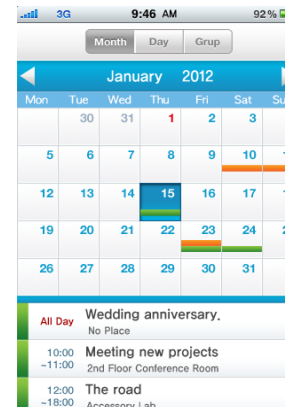 3G 9:46 AM 92%
Month Day Grup
January 2012
Mon Tue Wed Thu Fri Sat Su
30 31 1 2 3
5 6 7 8 9 10
12 13 14 15 16 17
19 20 21 22 23 24
26 27 28 29 30 31
All Day Wedding anniversary.
No Place
10:00 Meeting new projects
~11:00 2nd Floor Conference Room
12:00 The road
~18:00 Accessory Lab